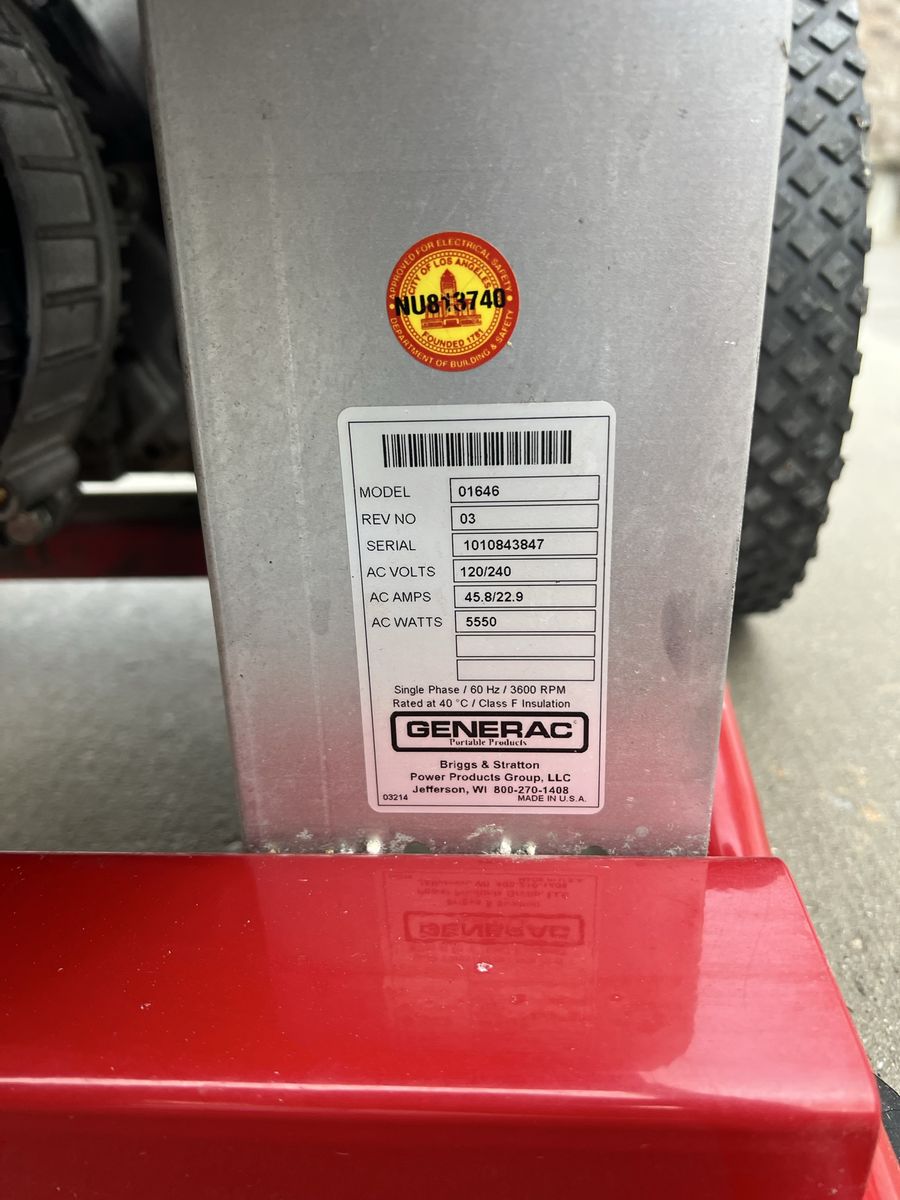 APPROVED FOR ELECTRICAL SAFETY
CITY OF LOS ANGELES
NU813740
FOUNDED 1781
DEPARTMENT OF BUILDING & SAFETY
MODEL 01646
REV NO 03
SERIAL 1010843847
AC VOLTS 120/240
AC AMPS 45.8/22.9
AC WATTS 5550
Single Phase / 60 Hz / 3600 RPM
Rated at 40 °C / Class F Insulation
GENERAC
Portable Products
Briggs & Stratton
Power Products Group, LLC
Jefferson, WI 800-270-1408
03214 MADE IN U.S.A.